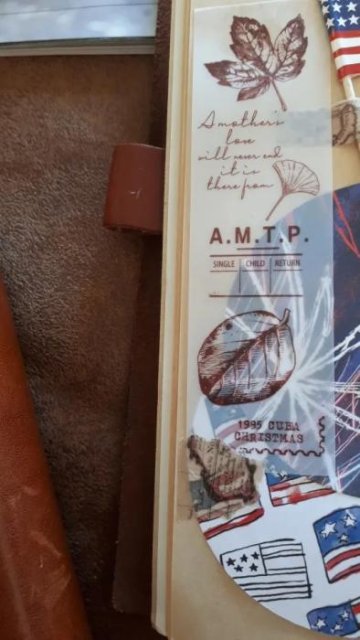 A mother's
love
will never end
it is
there from
A.M.T.P.
SINGLE CHILD RETURN
1995 CUBA
CHRISTMAS